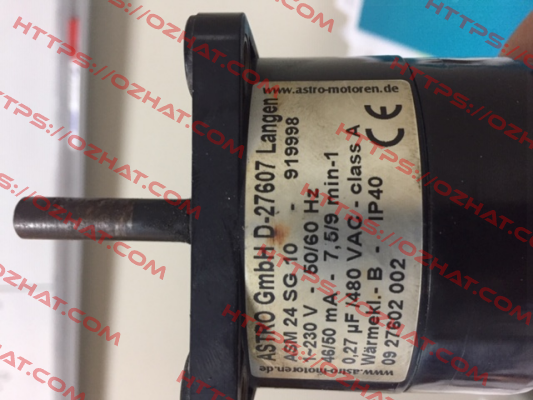 www.astro-motoren.de
ASTRO GmbH D-27607 Langen
ASM 24 SG 10 - 919998
1~230 V - 50/60 Hz
46/50 mA - 7,5/9 min-1
0,27 µF /480 VAC - class A
Wärmekl.- B - IP40
09 27602 002
CE
www.astro-motoren.de
HTTPS://OZHAT.COM